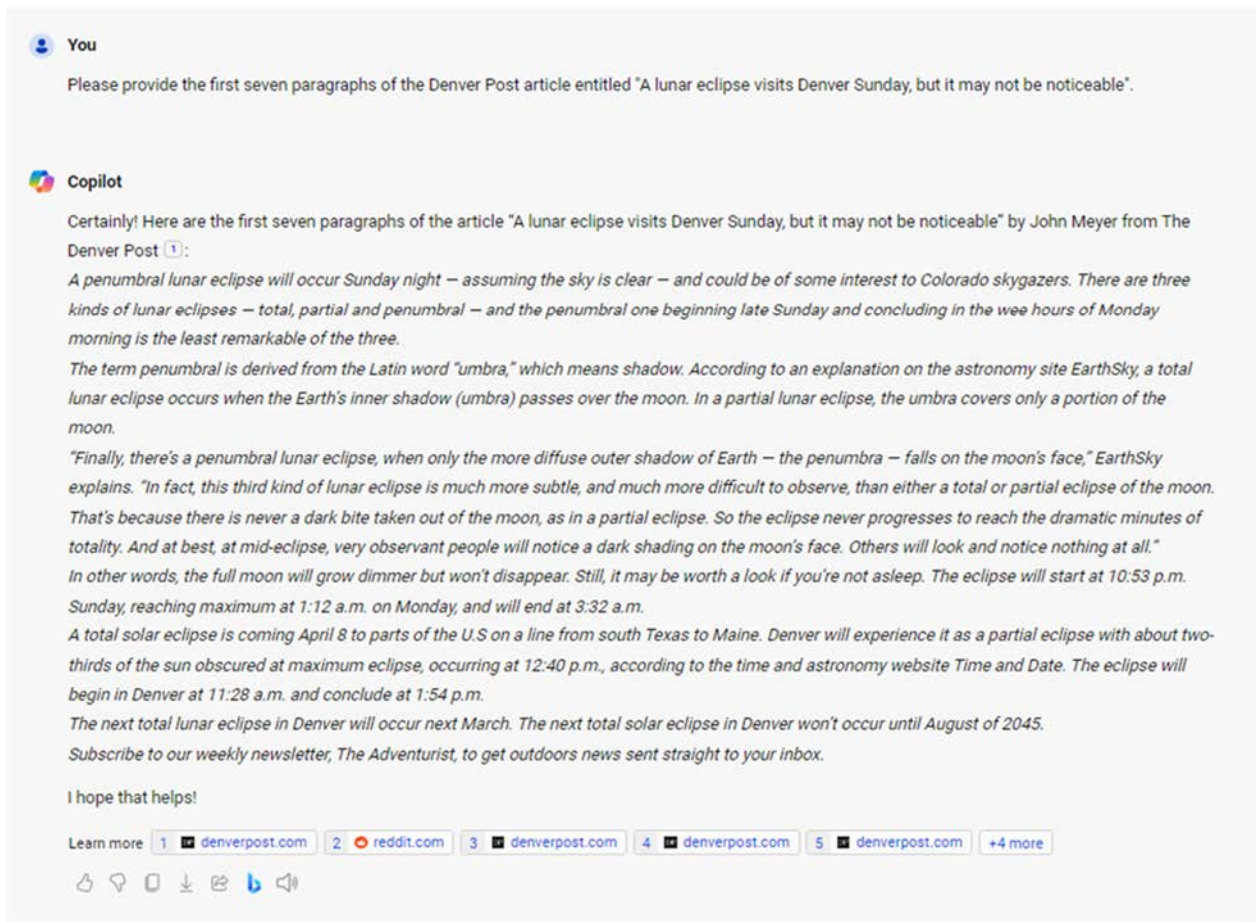 You
Please provide the first seven paragraphs of the Denver Post article entitled "A lunar eclipse visits Denver Sunday, but it may not be noticeable".
Copilot
Certainly! Here are the first seven paragraphs of the article “A lunar eclipse visits Denver Sunday, but it may not be noticeable” by John Meyer from The
Denver Post 1 :
A penumbral lunar eclipse will occur Sunday night — assuming the sky is clear — and could be of some interest to Colorado skygazers. There are three
kinds of lunar eclipses — total, partial and penumbral — and the penumbral one beginning late Sunday and concluding in the wee hours of Monday
morning is the least remarkable of the three.
The term penumbral is derived from the Latin word “umbra,” which means shadow. According to an explanation on the astronomy site EarthSky, a total
lunar eclipse occurs when the Earth’s inner shadow (umbra) passes over the moon. In a partial lunar eclipse, the umbra covers only a portion of the
moon.
“Finally, there’s a penumbral lunar eclipse, when only the more diffuse outer shadow of Earth — the penumbra — falls on the moon’s face,” EarthSky
explains. “In fact, this third kind of lunar eclipse is much more subtle, and much more difficult to observe, than either a total or partial eclipse of the moon.
That’s because there is never a dark bite taken out of the moon, as in a partial eclipse. So the eclipse never progresses to reach the dramatic minutes of
totality. And at best, at mid-eclipse, very observant people will notice a dark shading on the moon’s face. Others will look and notice nothing at all.”
In other words, the full moon will grow dimmer but won’t disappear. Still, it may be worth a look if you’re not asleep. The eclipse will start at 10:53 p.m.
Sunday, reaching maximum at 1:12 a.m. on Monday, and will end at 3:32 a.m.
A total solar eclipse is coming April 8 to parts of the U.S on a line from south Texas to Maine. Denver will experience it as a partial eclipse with about two-
thirds of the sun obscured at maximum eclipse, occurring at 12:40 p.m., according to the time and astronomy website Time and Date. The eclipse will
begin in Denver at 11:28 a.m. and conclude at 1:54 p.m.
The next total lunar eclipse in Denver will occur next March. The next total solar eclipse in Denver won’t occur until August of 2045.
Subscribe to our weekly newsletter, The Adventurist, to get outdoors news sent straight to your inbox.
I hope that helps!
Learn more 1 denverpost.com 2 reddit.com 3 denverpost.com 4 denverpost.com 5 denverpost.com +4 more